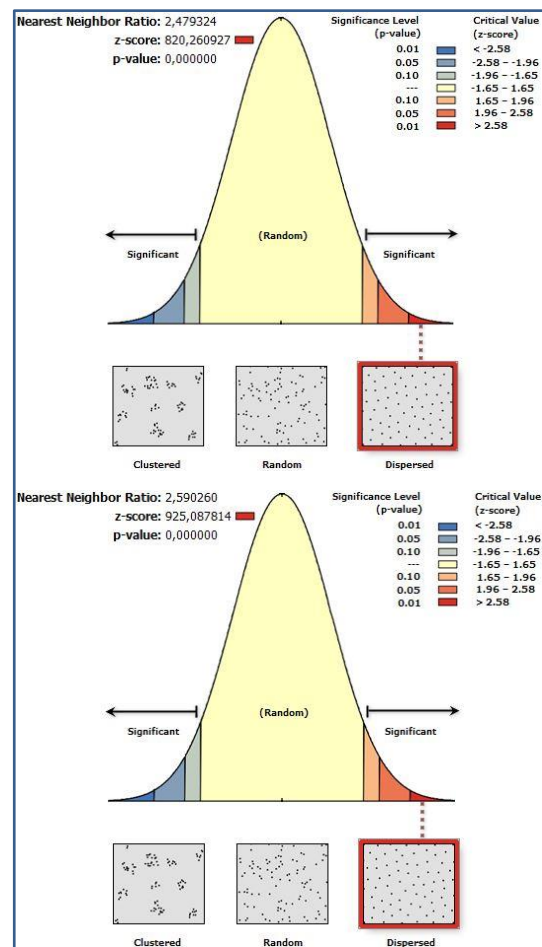 Nearest Neighbor Ratio: 2,479324
z-score: 820,260927
p-value: 0,000000
Significance Level
(p-value)
Critical Value
(z-score)
0.01 < -2.58
0.05 -2.58 – -1.96
0.10 -1.96 – -1.65
--- -1.65 – 1.65
0.10 1.65 – 1.96
0.05 1.96 – 2.58
0.01 > 2.58
Significant
(Random)
Significant
Clustered
Random
Dispersed
Nearest Neighbor Ratio: 2,590260
z-score: 925,087814
p-value: 0,000000
Significance Level
(p-value)
Critical Value
(z-score)
0.01 < -2.58
0.05 -2.58 – -1.96
0.10 -1.96 – -1.65
--- -1.65 – 1.65
0.10 1.65 – 1.96
0.05 1.96 – 2.58
0.01 > 2.58
Significant
(Random)
Significant
Clustered
Random
Dispersed